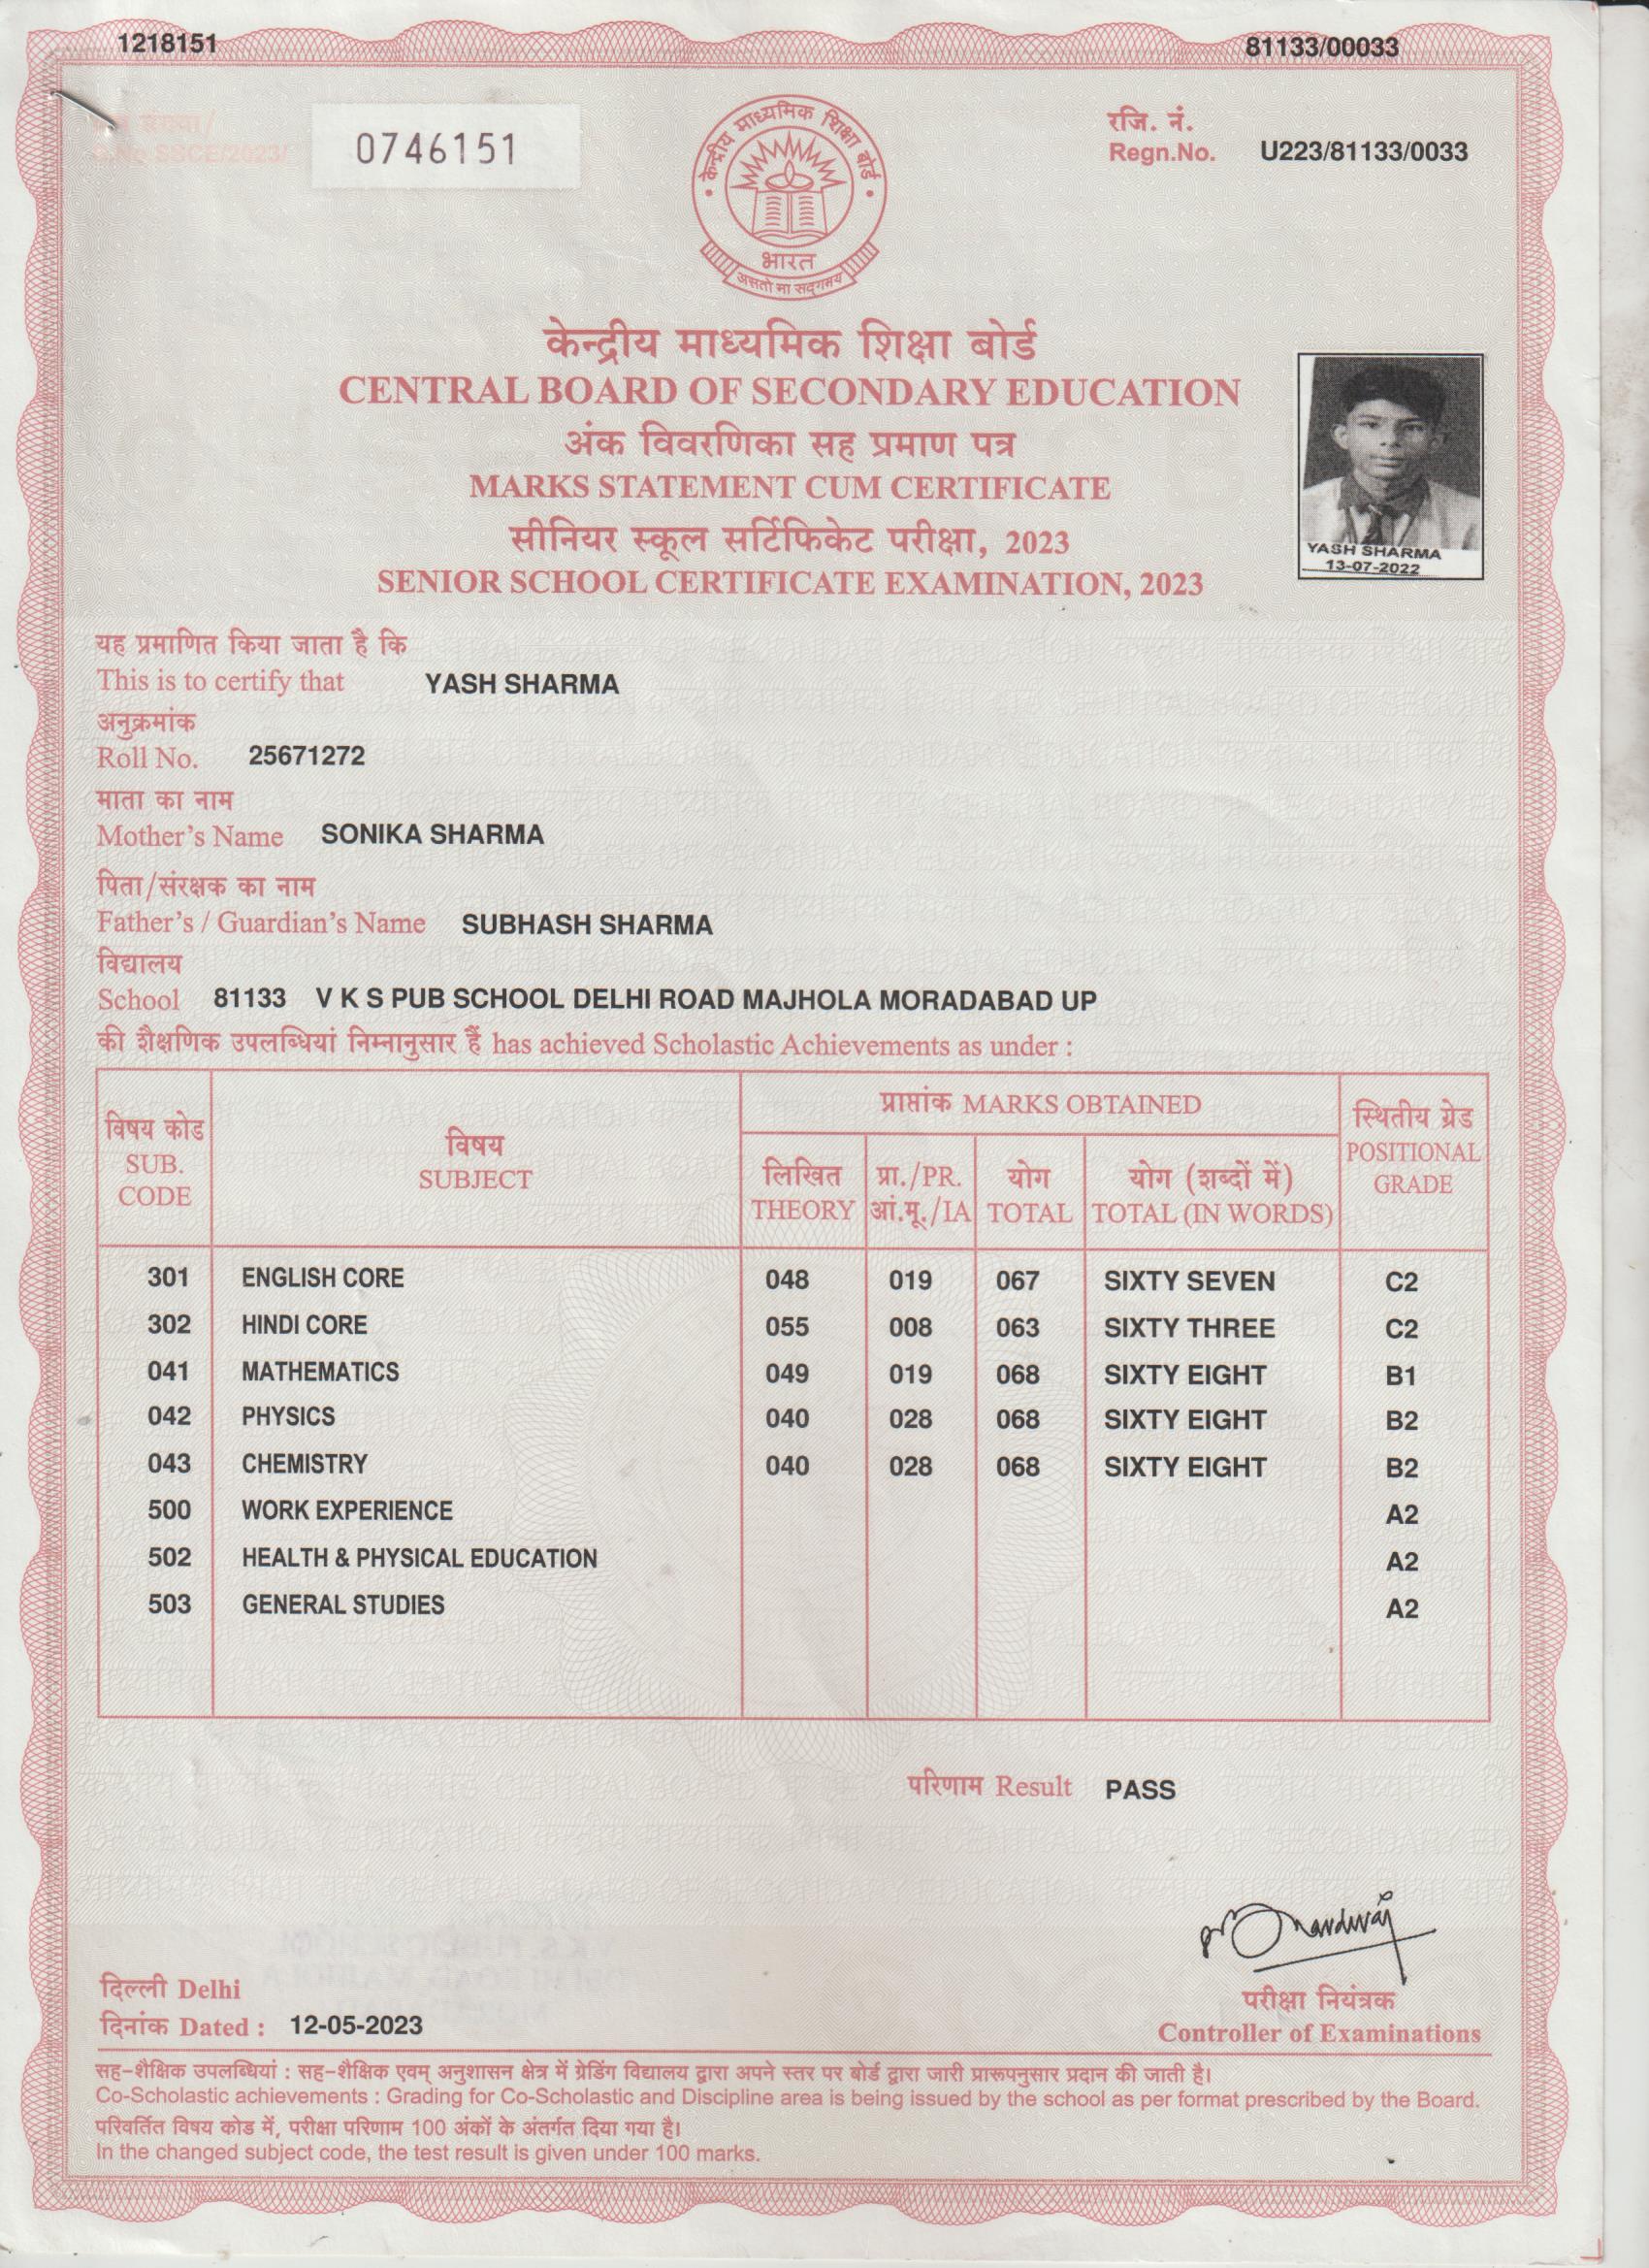 1218151
81133/00033
क्रम संख्या/
S.No SSCE/2023/
0746151
रजि. नं.
Regn.No. U223/81133/0033
केन्द्रीय माध्यमिक शिक्षा बोर्ड
भारत
असतो मा सद्गमय
केन्द्रीय माध्यमिक शिक्षा बोर्ड
CENTRAL BOARD OF SECONDARY EDUCATION
अंक विवरणिका सह प्रमाण पत्र
MARKS STATEMENT CUM CERTIFICATE
सीनियर स्कूल सर्टिफिकेट परीक्षा, 2023
SENIOR SCHOOL CERTIFICATE EXAMINATION, 2023
YASH SHARMA
13-07-2022
यह प्रमाणित किया जाता है कि
This is to certify that YASH SHARMA
अनुक्रमांक
Roll No. 25671272
माता का नाम
Mother's Name SONIKA SHARMA
पिता/संरक्षक का नाम
Father's / Guardian's Name SUBHASH SHARMA
विद्यालय
School 81133 V K S PUB SCHOOL DELHI ROAD MAJHOLA MORADABAD UP
की शैक्षणिक उपलब्धियां निम्नानुसार हैं has achieved Scholastic Achievements as under :
विषय कोड
SUB.
CODE
विषय
SUBJECT
प्राप्तांक MARKS OBTAINED
लिखित
THEORY
प्रा./PR.
आं.मू./IA
योग
TOTAL
योग (शब्दों में)
TOTAL (IN WORDS)
स्थितीय ग्रेड
POSITIONAL
GRADE
301 ENGLISH CORE 048 019 067 SIXTY SEVEN C2
302 HINDI CORE 055 008 063 SIXTY THREE C2
041 MATHEMATICS 049 019 068 SIXTY EIGHT B1
042 PHYSICS 040 028 068 SIXTY EIGHT B2
043 CHEMISTRY 040 028 068 SIXTY EIGHT B2
500 WORK EXPERIENCE A2
502 HEALTH & PHYSICAL EDUCATION A2
503 GENERAL STUDIES A2
परिणाम Result PASS
दिल्ली Delhi
दिनांक Dated : 12-05-2023
परीक्षा नियंत्रक
Controller of Examinations
सह-शैक्षिक उपलब्धियां : सह-शैक्षिक एवम् अनुशासन क्षेत्र में ग्रेडिंग विद्यालय द्वारा अपने स्तर पर बोर्ड द्वारा जारी प्रारूपनुसार प्रदान की जाती है।
Co-Scholastic achievements : Grading for Co-Scholastic and Discipline area is being issued by the school as per format prescribed by the Board.
परिवर्तित विषय कोड में, परीक्षा परिणाम 100 अंकों के अंतर्गत दिया गया है।
In the changed subject code, the test result is given under 100 marks.